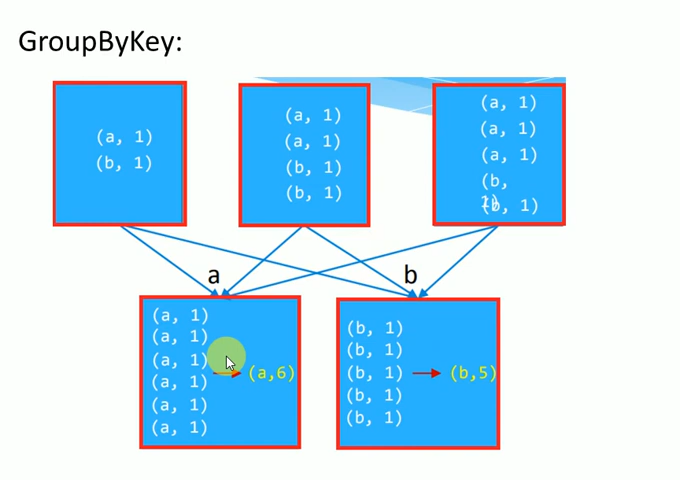 GroupByKey:
(a, 1)
(b, 1)
(a, 1)
(a, 1)
(b, 1)
(b, 1)
(a, 1)
(a, 1)
(a, 1)
(b,
1)
(b, 1)
a
b
(a, 1)
(a, 1)
(a, 1)
(a, 1)
(a, 1)
(a, 1)
(a,6)
(b, 1)
(b, 1)
(b, 1)
(b, 1)
(b, 1)
(b,5)